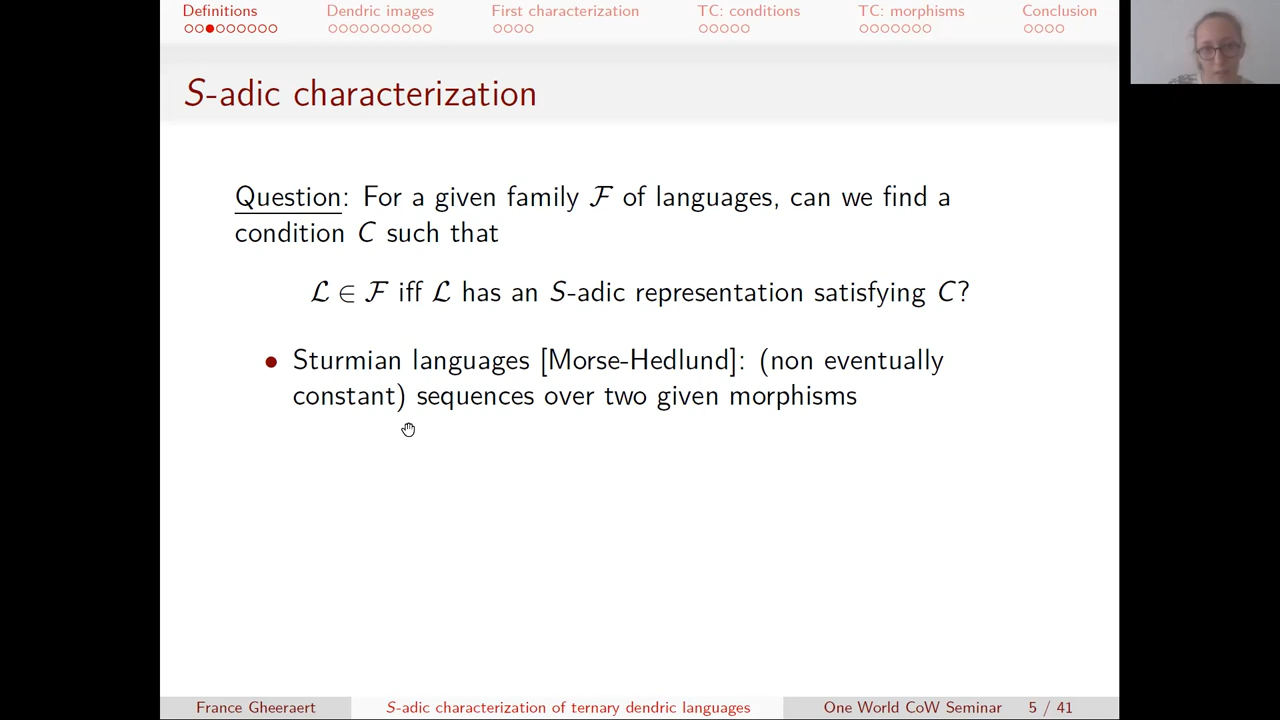 Definitions Dendric images First characterization TC: conditions TC: morphisms Conclusion
S-adic characterization
Question: For a given family 𝓕 of languages, can we find a
condition C such that
𝓛 ∈ 𝓕 iff 𝓛 has an S-adic representation satisfying C?
• Sturmian languages [Morse-Hedlund]: (non eventually
constant) sequences over two given morphisms
France Gheeraert S-adic characterization of ternary dendric languages One World CoW Seminar 5 / 41